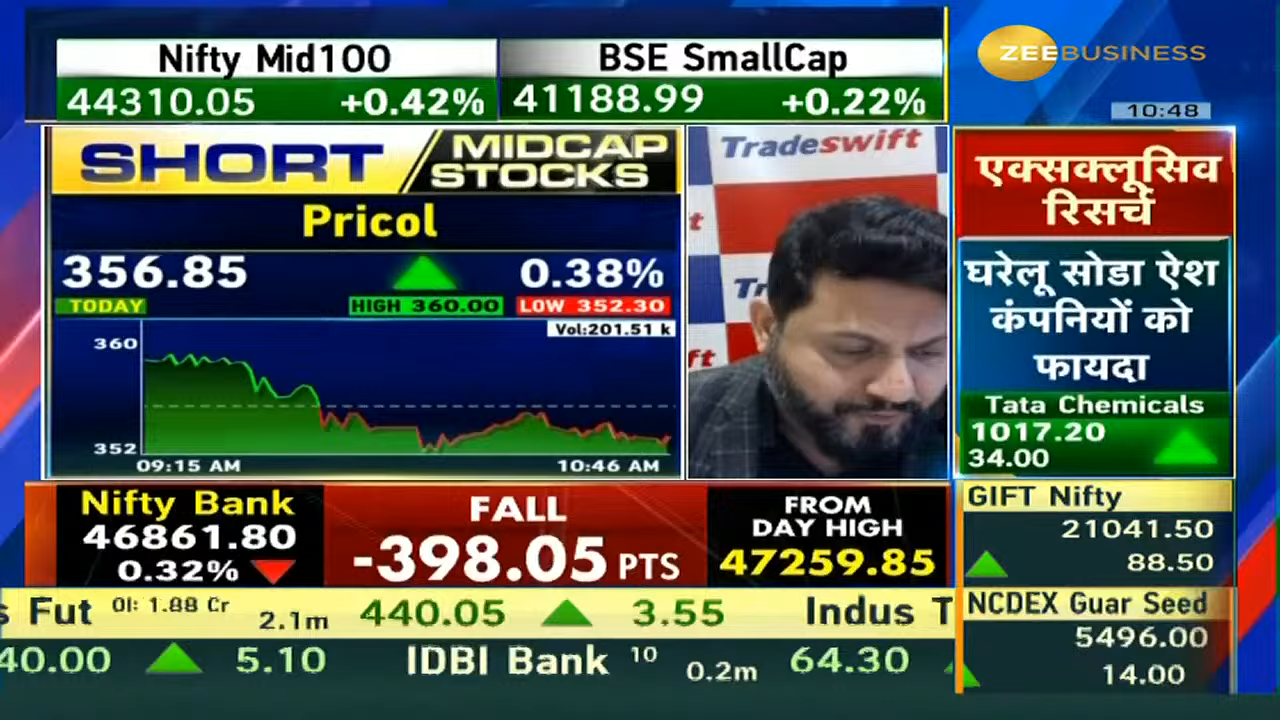 Nifty Mid100
44310.05 +0.42%
BSE SmallCap
41188.99 +0.22%
ZEEBUSINESS
10:48
SHORT
MIDCAP
STOCKS
Pricol
356.85 0.38%
TODAY HIGH 360.00 LOW 352.30
Vol:201.51 k
360
352
09:15 AM 10:46 AM
Tradeswift
एक्सक्लूसिव
रिसर्च
घरेलू सोडा ऐश
कंपनियों को
फायदा
Tata Chemicals
1017.20
34.00
Nifty Bank
46861.80
0.32%
FALL
-398.05 PTS
FROM
DAY HIGH
47259.85
GIFT Nifty
21041.50
88.50
NCDEX Guar Seed
5496.00
14.00
s Fut OI: 1.88 Cr 2.1m 440.05 3.55 Indus T
40.00 5.10 IDBI Bank 10 0.2m 64.30